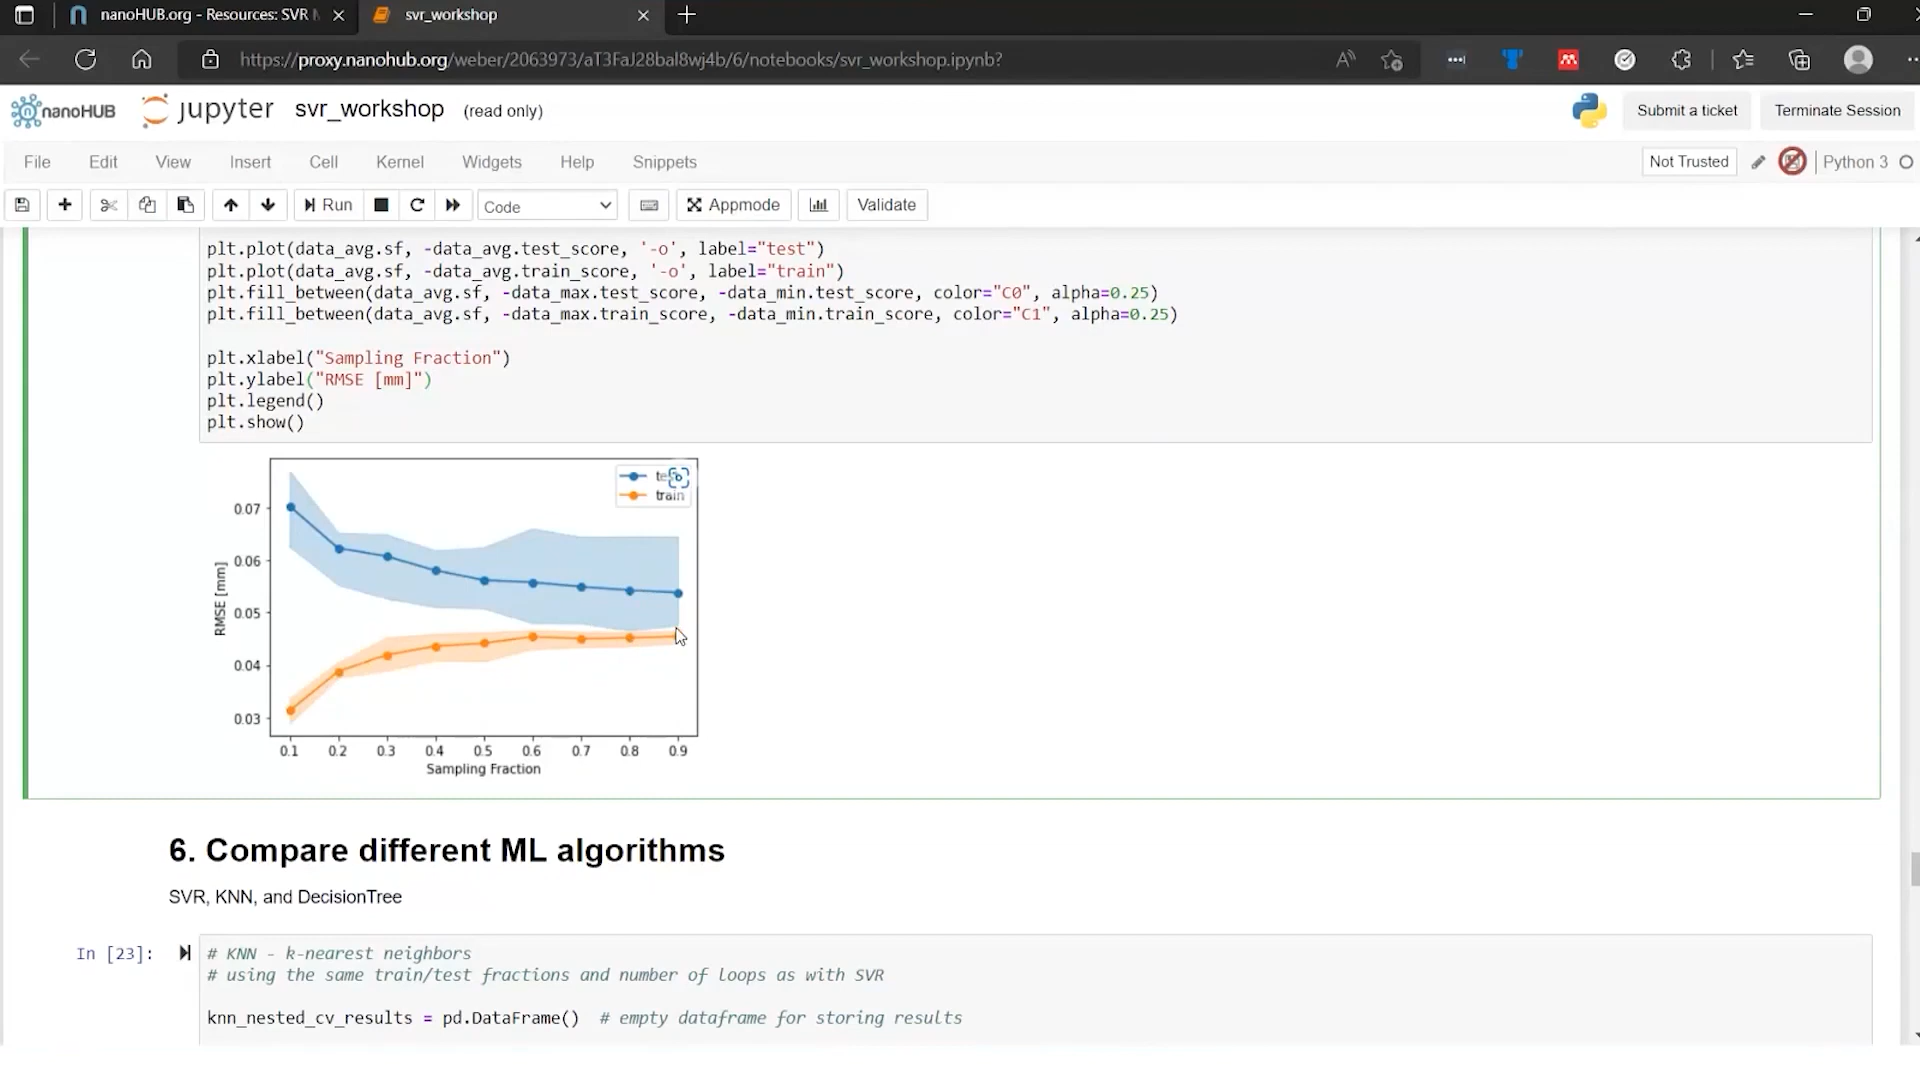 nanoHUB.org - Resources: SVR
svr_workshop
https://proxy.nanohub.org/weber/2063973/aT3FaJ28bal8wj4b/6/notebooks/svr_workshop.ipynb?
nanoHUB jupyter svr_workshop (read only)
Submit a ticket
Terminate Session
File Edit View Insert Cell Kernel Widgets Help Snippets
Not Trusted
Python 3
Run
Code
Appmode
Validate
plt.plot(data_avg.sf, -data_avg.test_score, '-o', label="test")
plt.plot(data_avg.sf, -data_avg.train_score, '-o', label="train")
plt.fill_between(data_avg.sf, -data_max.test_score, -data_min.test_score, color="C0", alpha=0.25)
plt.fill_between(data_avg.sf, -data_max.train_score, -data_min.train_score, color="C1", alpha=0.25)
plt.xlabel("Sampling Fraction")
plt.ylabel("RMSE [mm]")
plt.legend()
plt.show()
train
0.07
0.06
0.05
0.04
0.03
RMSE [mm]
0.1 0.2 0.3 0.4 0.5 0.6 0.7 0.8 0.9
Sampling Fraction
6. Compare different ML algorithms
SVR, KNN, and DecisionTree
In [23]:
# KNN - k-nearest neighbors
# using the same train/test fractions and number of loops as with SVR
knn_nested_cv_results = pd.DataFrame() # empty dataframe for storing results